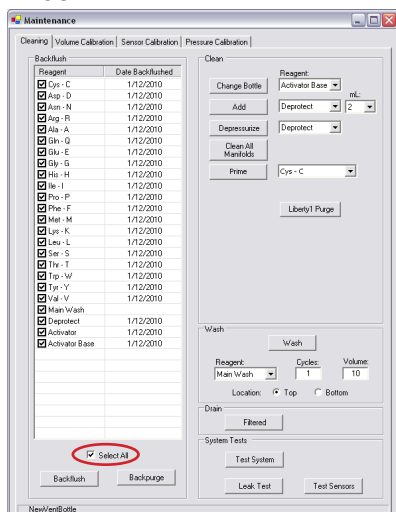 Maintenance
Cleaning Volume Calibration Sensor Calibration Pressure Calibration
Backflush
Reagent Date Backflushed
Cys - C 1/12/2010
Asp - D 1/12/2010
Asn - N 1/12/2010
Arg - R 1/12/2010
Ala - A 1/12/2010
Gln - Q 1/12/2010
Glu - E 1/12/2010
Gly - G 1/12/2010
His - H 1/12/2010
Ile - I 1/12/2010
Pro - P 1/12/2010
Phe - F 1/12/2010
Met - M 1/12/2010
Lys - K 1/12/2010
Leu - L 1/12/2010
Ser - S 1/12/2010
Thr - T 1/12/2010
Trp - W 1/12/2010
Tyr - Y 1/12/2010
Val - V 1/12/2010
Main Wash
Deprotect 1/12/2010
Activator 1/12/2010
Activator Base 1/12/2010
Select All
Backflush Backpurge
Clean
Reagent:
Change Bottle Activator Base
mL:
Add Deprotect 2
Depressurize Deprotect
Clean All
Manifolds
Prime Cys - C
Liberty1 Purge
Wash
Wash
Reagent: Cycles: Volume:
Main Wash 1 10
Location: Top Bottom
Drain
Filtered
System Tests
Test System
Leak Test Test Sensors
NewVentBottle